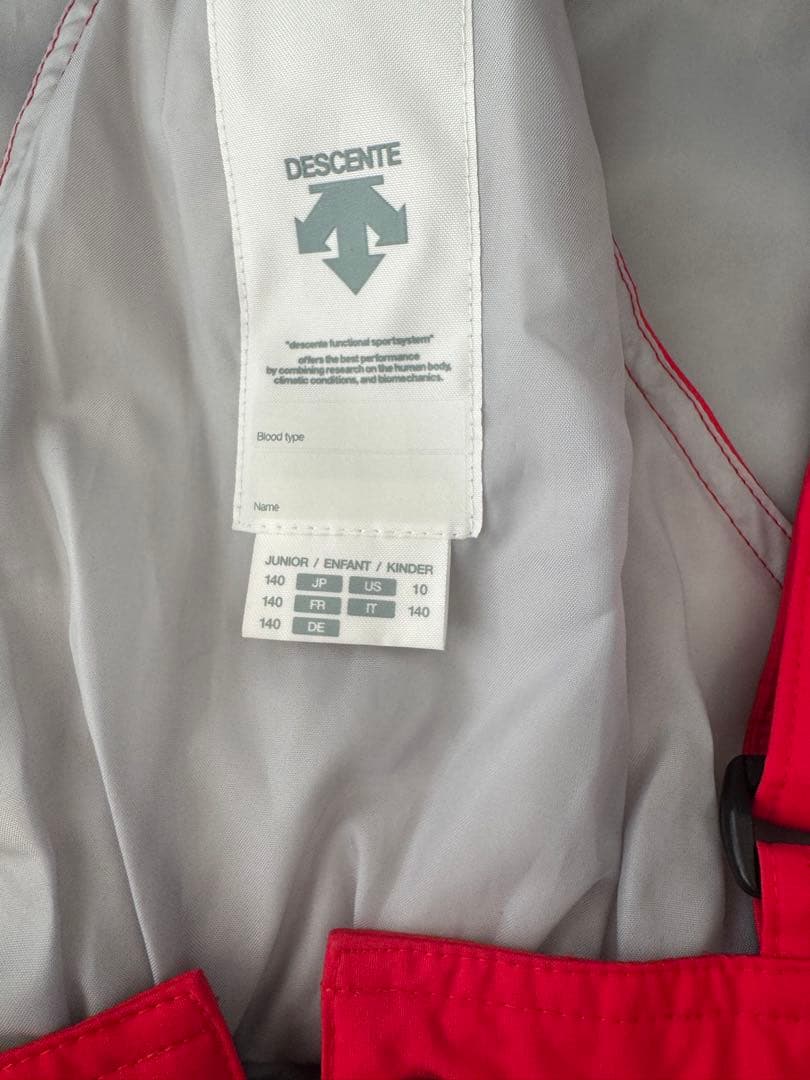 DESCENTE
"descente functional sportsystem"
offers the best performance
by combining research on the human body,
climatic conditions, and biomechanics.
Blood type
Name
JUNIOR / ENFANT / KINDER
140 JP US 10
140 FR IT 140
140 DE